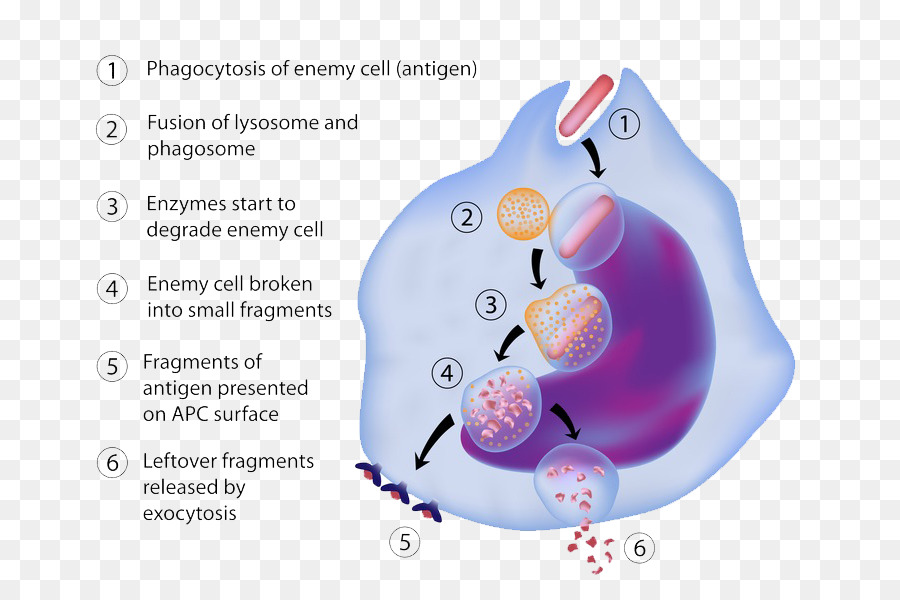 1 Phagocytosis of enemy cell (antigen)
2 Fusion of lysosome and
phagosome
3 Enzymes start to
degrade enemy cell
4 Enemy cell broken
into small fragments
5 Fragments of
antigen presented
on APC surface
6 Leftover fragments
released by
exocytosis
1
2
3
4
5
6